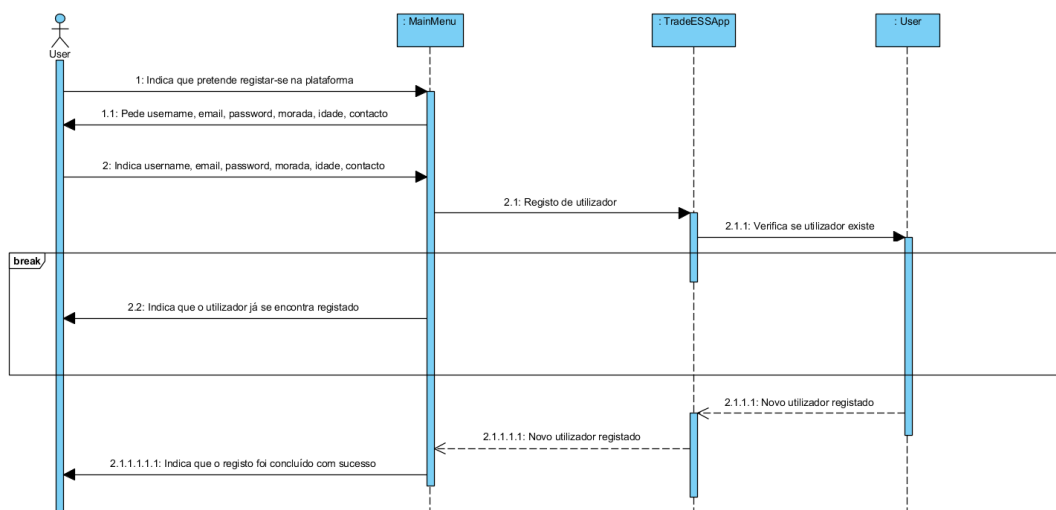 : MainMenu
: TradeESSApp
: User
User
1: Indica que pretende registar-se na plataforma
1.1: Pede username, email, password, morada, idade, contacto
2: Indica username, email, password, morada, idade, contacto
2.1: Registo de utilizador
2.1.1: Verifica se utilizador existe
break
2.2: Indica que o utilizador já se encontra registado
2.1.1.1: Novo utilizador registado
2.1.1.1.1: Novo utilizador registado
2.1.1.1.1.1: Indica que o registo foi concluído com sucesso